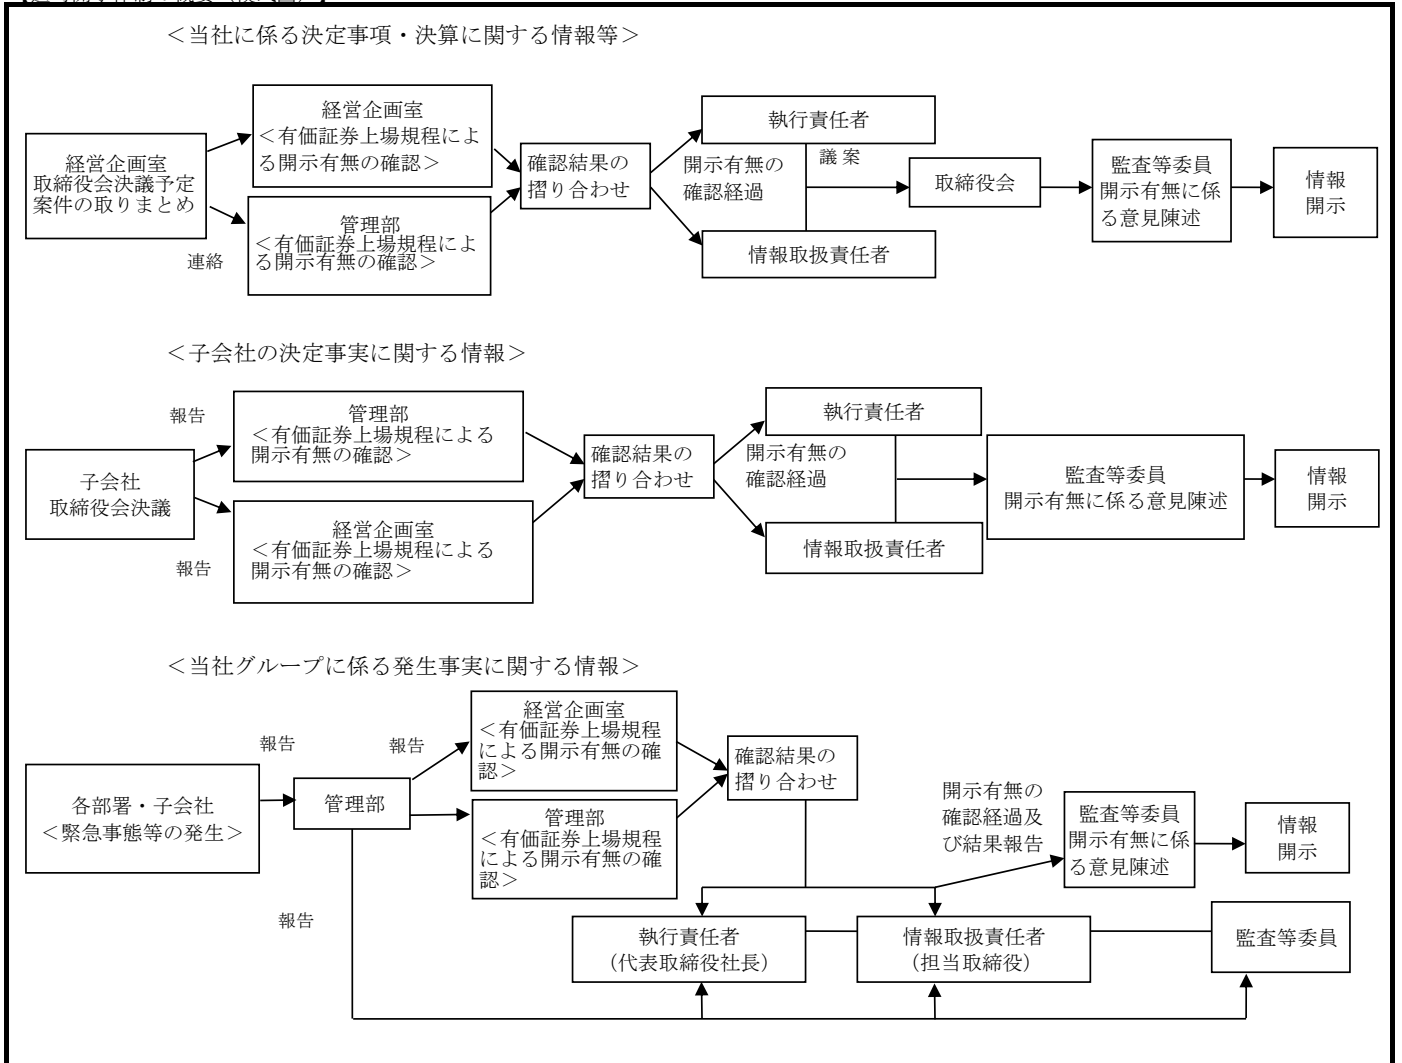 ＜当社に係る決定事項・決算に関する情報等＞
経営企画室
取締役会決議予定
案件の取りまとめ
連絡
経営企画室
＜有価証券上場規程によ
る開示有無の確認＞
管理部
＜有価証券上場規程によ
る開示有無の確認＞
確認結果の
摺り合わせ
開示有無の
確認経過
執行責任者
議 案
情報取扱責任者
取締役会
監査等委員
開示有無に係
る意見陳述
情報
開示
＜子会社の決定事実に関する情報＞
子会社
取締役会決議
報告
報告
管理部
＜有価証券上場規程による
開示有無の確認＞
経営企画室
＜有価証券上場規程による
開示有無の確認＞
確認結果の
摺り合わせ
開示有無の
確認経過
執行責任者
情報取扱責任者
監査等委員
開示有無に係る意見陳述
情報
開示
＜当社グループに係る発生事実に関する情報＞
各部署・子会社
＜緊急事態等の発生＞
報告
管理部
報告
経営企画室
＜有価証券上場規程
による開示有無の確
認＞
管理部
＜有価証券上場規程
による開示有無の確
認＞
確認結果の
摺り合わせ
開示有無の
確認経過及
び結果報告
監査等委員
開示有無に係
る意見陳述
情報
開示
報告
執行責任者
（代表取締役社長）
情報取扱責任者
（担当取締役）
監査等委員